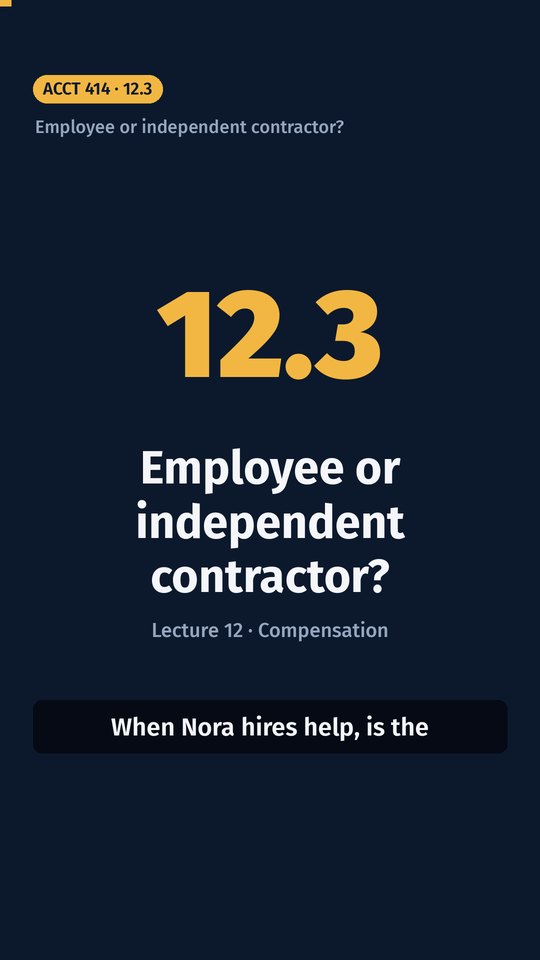 ACCT 414 · 12.3
Employee or independent contractor?
12.3
Employee or
independent
contractor?
Lecture 12 · Compensation
When Nora hires help, is the